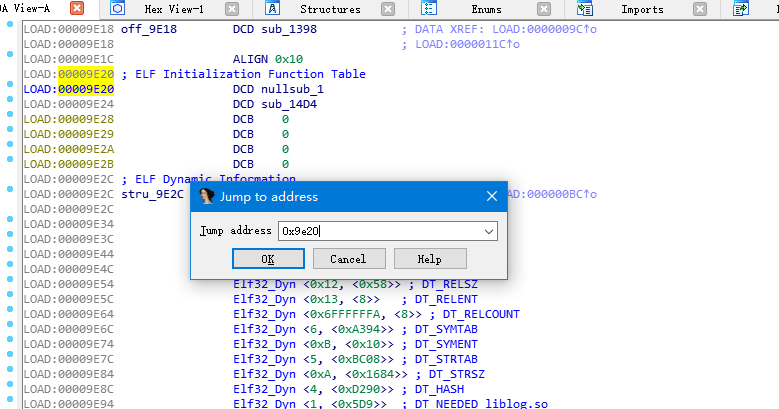 DA View-A Hex View-1 Structures Enums Imports
LOAD:00009E18 off_9E18 DCD sub_1398 ; DATA XREF: LOAD:0000009C↑o
LOAD:00009E18 ; LOAD:0000011C↑o
LOAD:00009E1C ALIGN 0x10
LOAD:00009E20 ; ELF Initialization Function Table
LOAD:00009E20 DCD nullsub_1
LOAD:00009E24 DCD sub_14D4
LOAD:00009E28 DCB 0
LOAD:00009E29 DCB 0
LOAD:00009E2A DCB 0
LOAD:00009E2B DCB 0
LOAD:00009E2C ; ELF Dynamic Information
LOAD:00009E2C stru_9E2C OAD:000000BC↑o
LOAD:00009E2C
LOAD:00009E34
LOAD:00009E3C
LOAD:00009E44
LOAD:00009E4C
Jump to address
Jump address 0x9e20
OK Cancel Help
LOAD:00009E54 Elf32_Dyn <0x12, <0x58>> ; DT_RELSZ
LOAD:00009E5C Elf32_Dyn <0x13, <8>> ; DT_RELENT
LOAD:00009E64 Elf32_Dyn <0x6FFFFFFA, <8>> ; DT_RELCOUNT
LOAD:00009E6C Elf32_Dyn <6, <0xA394>> ; DT_SYMTAB
LOAD:00009E74 Elf32_Dyn <0xB, <0x10>> ; DT_SYMENT
LOAD:00009E7C Elf32_Dyn <5, <0xBC08>> ; DT_STRTAB
LOAD:00009E84 Elf32_Dyn <0xA, <0x1684>> ; DT_STRSZ
LOAD:00009E8C Elf32_Dyn <4, <0xD290>> ; DT_HASH
LOAD:00009E94 Elf32_Dyn <1, <0x5D9>> ; DT_NEEDED liblog.so